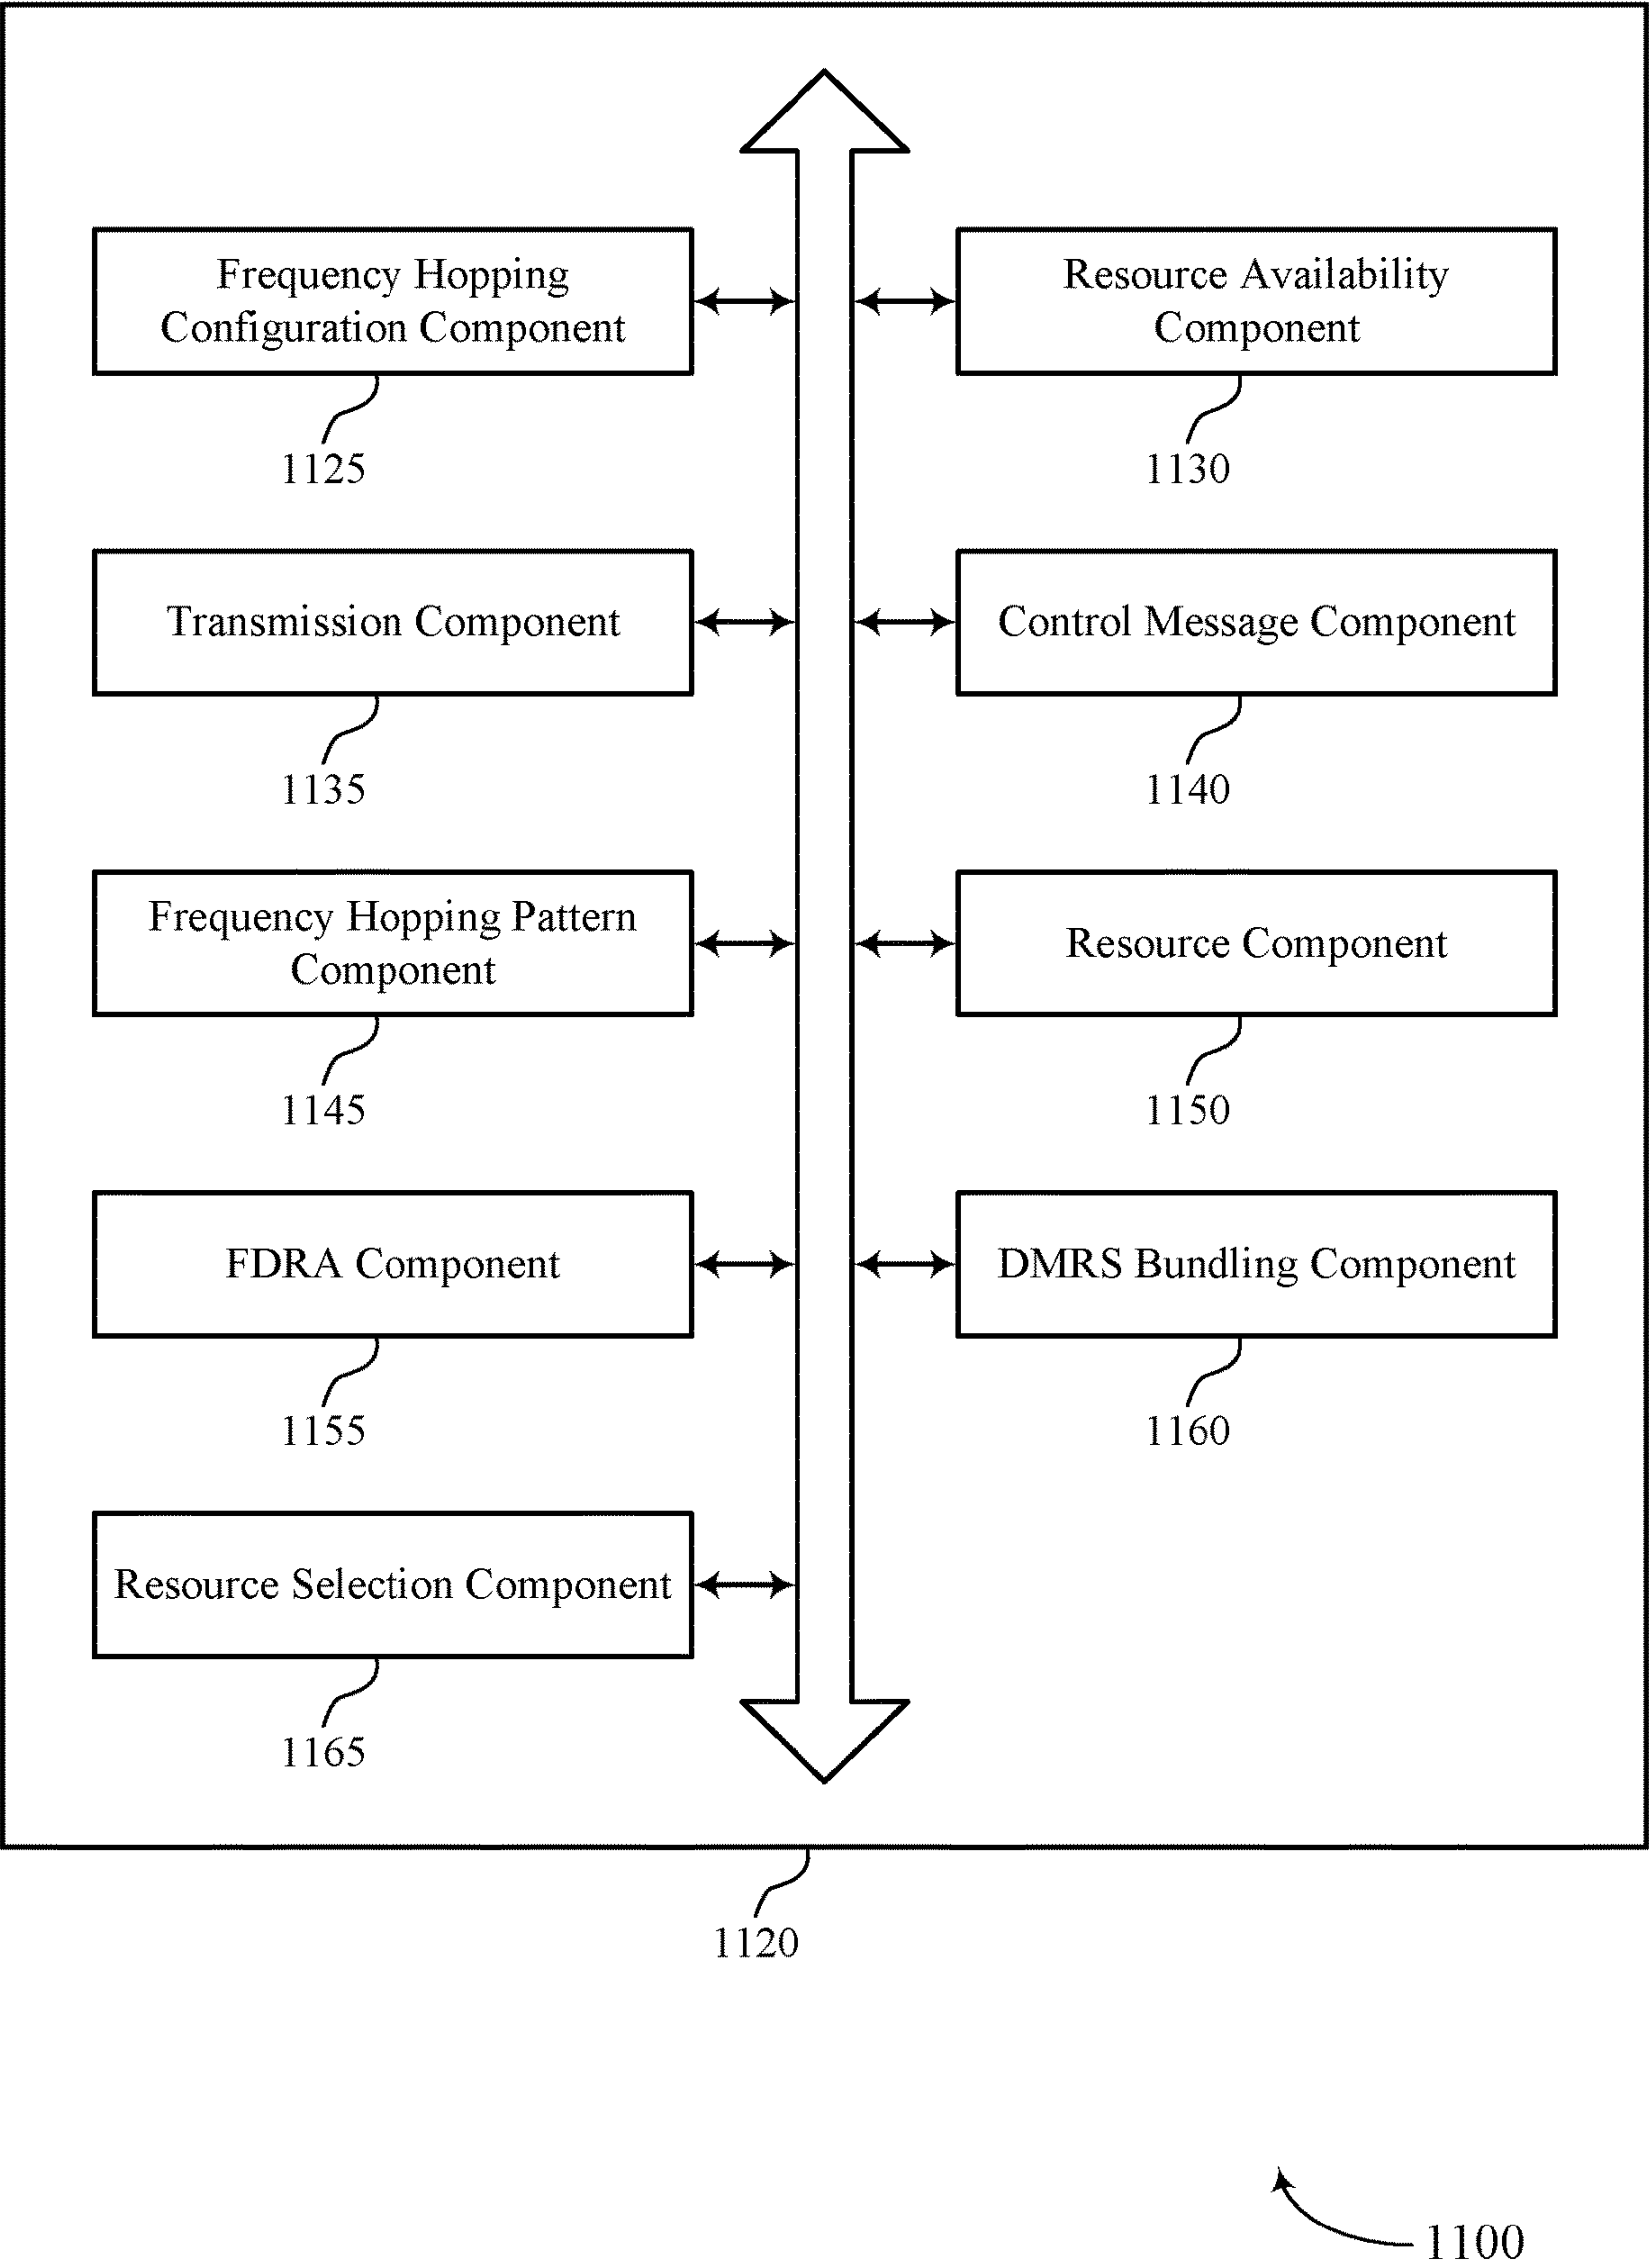 Frequency Hopping
Configuration Component
1125
Resource Availability
Component
1130
Transmission Component
1135
Control Message Component
1140
Frequency Hopping Pattern
Component
1145
Resource Component
1150
FDRA Component
1155
DMRS Bundling Component
1160
Resource Selection Component
1165
1120
1100